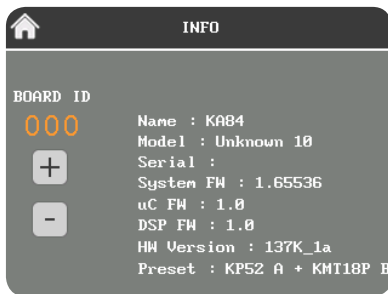 INFO
BOARD ID
000
+
-
Name : KA84
Model : Unknown 10
Serial :
System FW : 1.65536
uC FW : 1.0
DSP FW : 1.0
HW Version : 137K_1a
Preset : KP52 A + KMT18P B